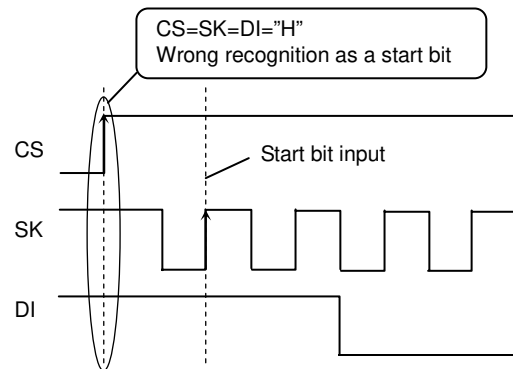 CS=SK=DI=”H”
Wrong recognition as a start bit
CS
Start bit input
SK
DI